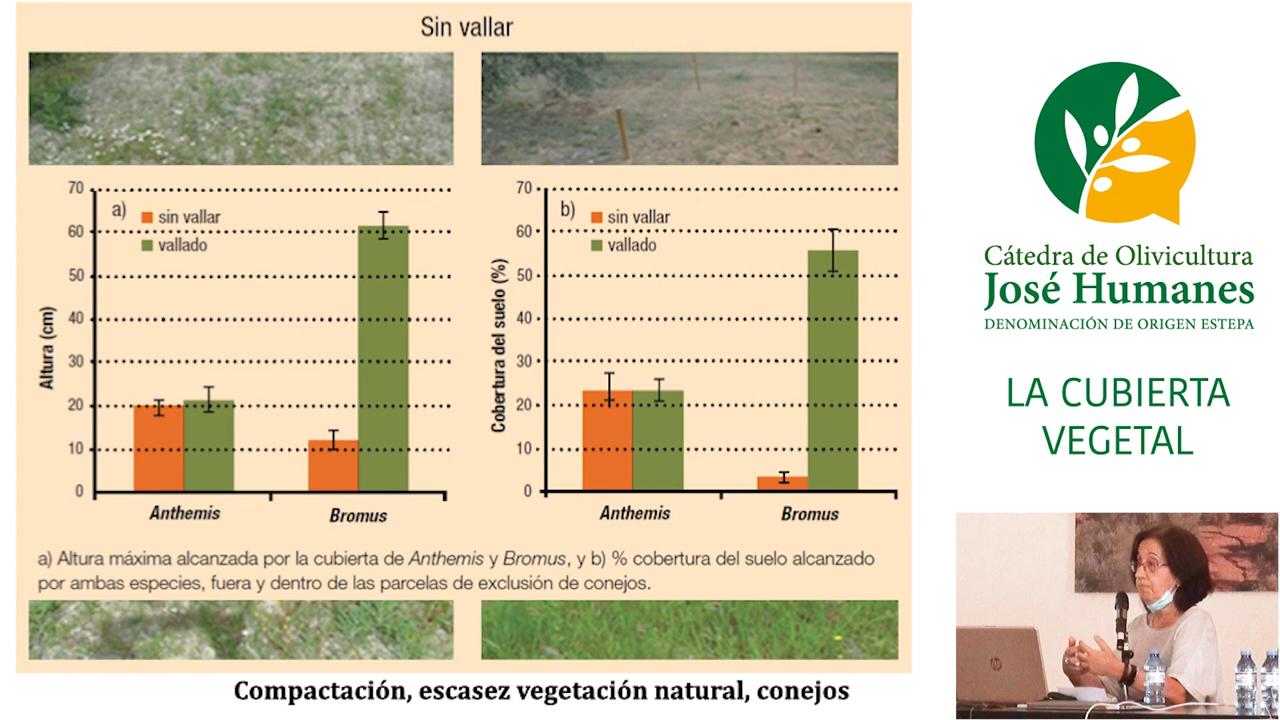 Sin vallar
70
60
50
40
30
20
10
0
Altura (cm)
a)
sin vallar
vallado
Anthemis
Bromus
70
60
50
40
30
20
10
0
Cobertura del suelo (%)
b)
sin vallar
vallado
Anthemis
Bromus
a) Altura máxima alcanzada por la cubierta de Anthemis y Bromus, y b) % cobertura del suelo alcanzado
por ambas especies, fuera y dentro de las parcelas de exclusión de conejos.
Compactación, escasez vegetación natural, conejos
Cátedra de Olivicultura
José Humanes
DENOMINACIÓN DE ORIGEN ESTEPA
LA CUBIERTA
VEGETAL
hp